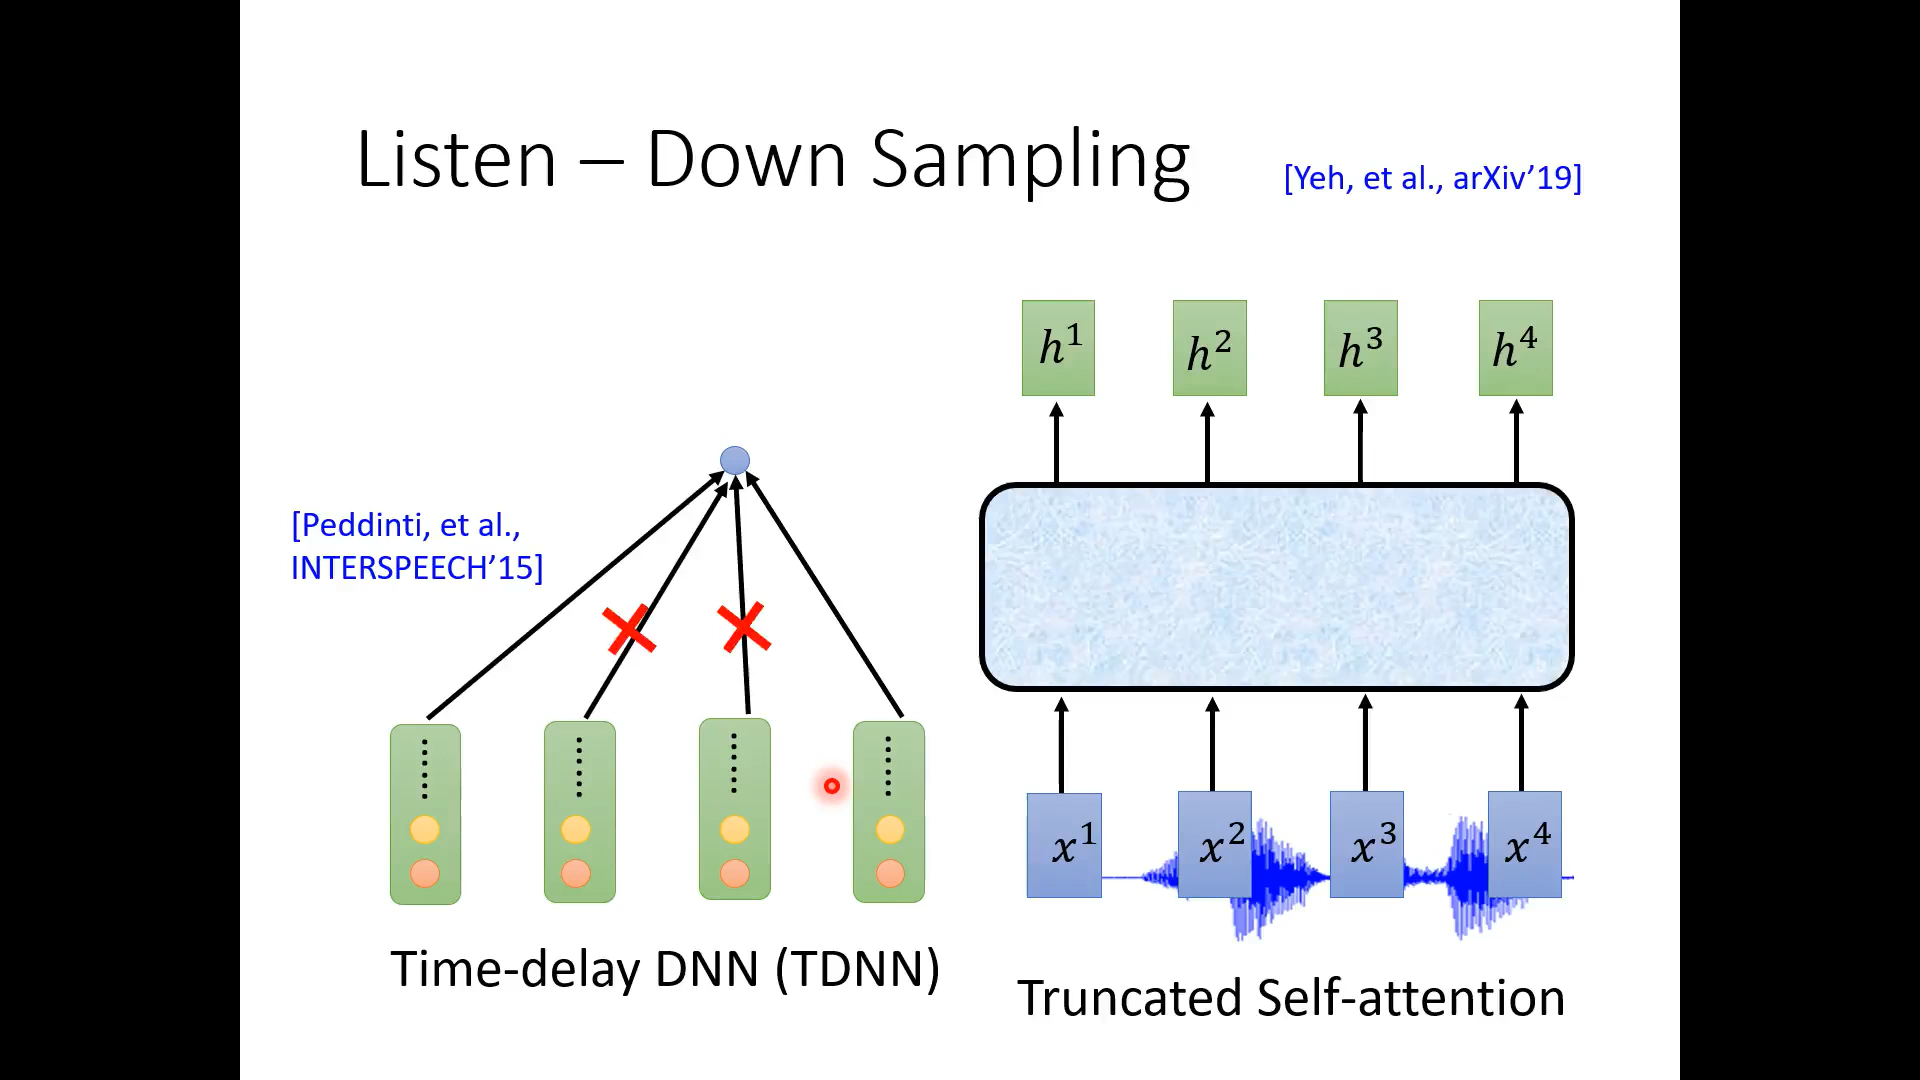 Listen – Down Sampling
[Yeh, et al., arXiv’19]
[Peddinti, et al.,
INTERSPEECH’15]
Time-delay DNN (TDNN)
h¹ h² h³ h⁴
x¹ x² x³ x⁴
Truncated Self-attention